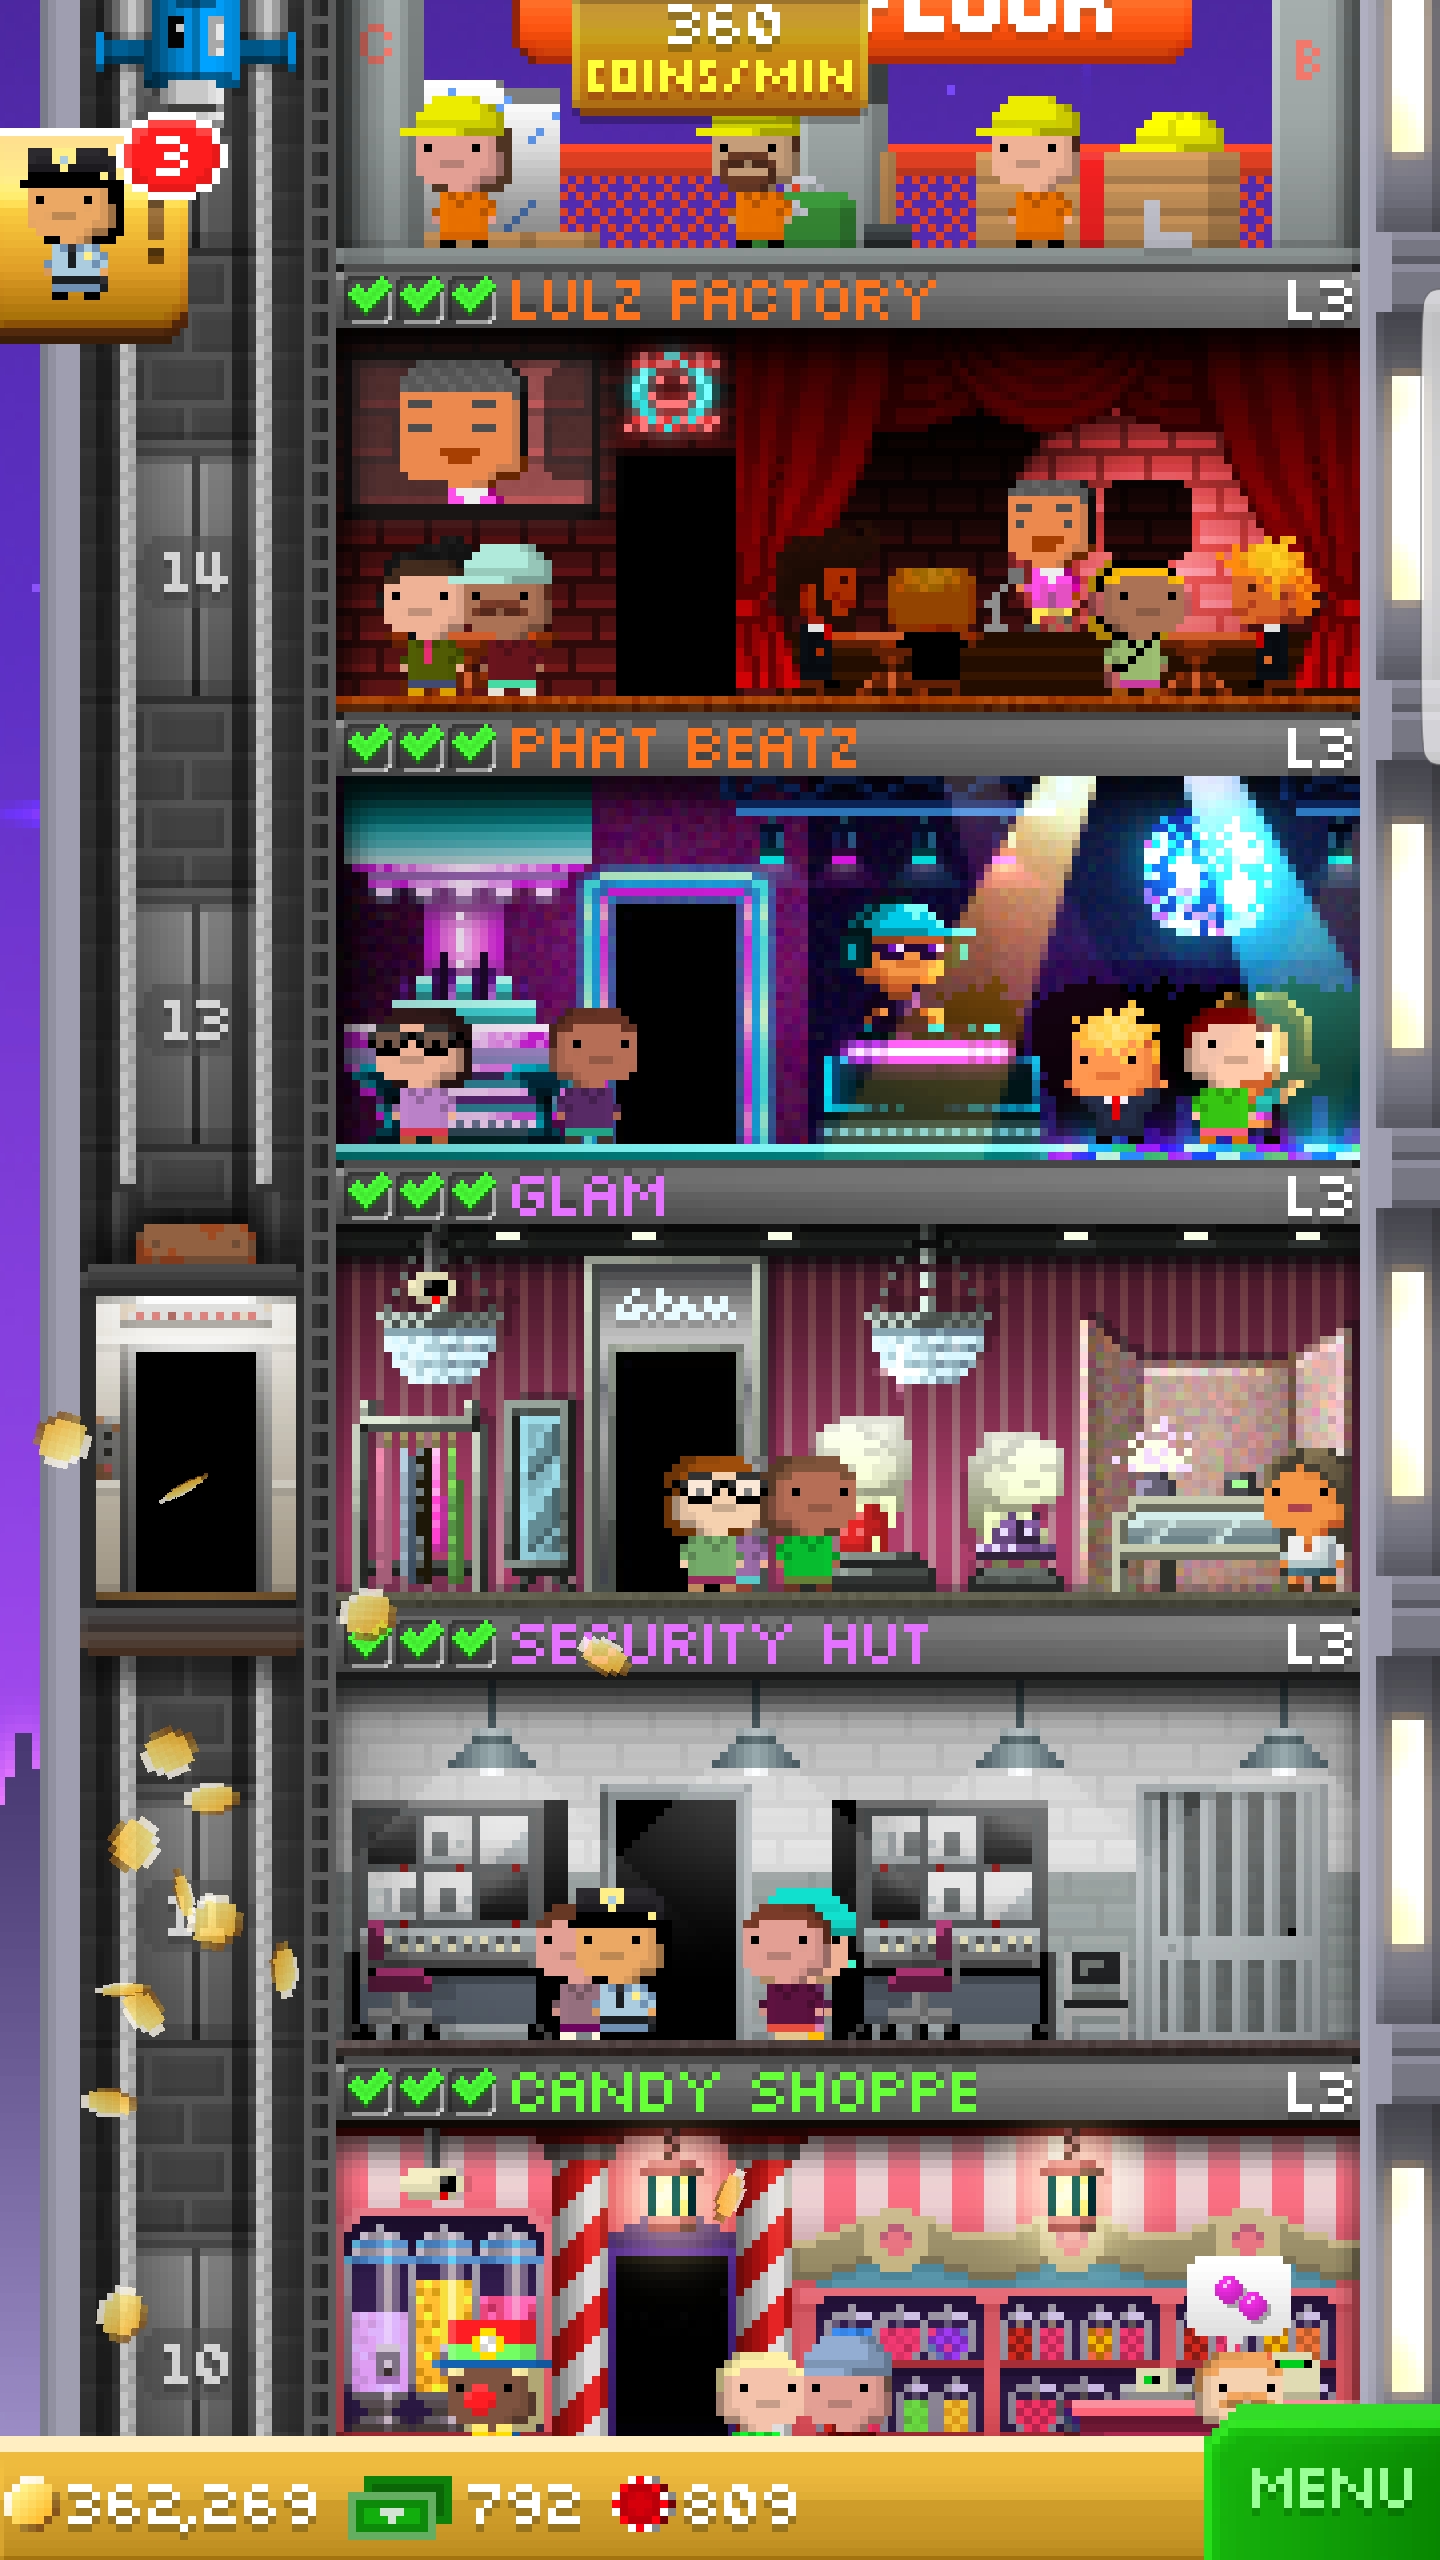 360
FLOOR
COINS/MIN
C
B
3
!
LULZ FACTORY L3
14
PHAT BEATZ L3
13
GLAM L3
Glam
SECURITY HUT L3
CANDY SHOPPE L3
10
362,269 792 809
MENU